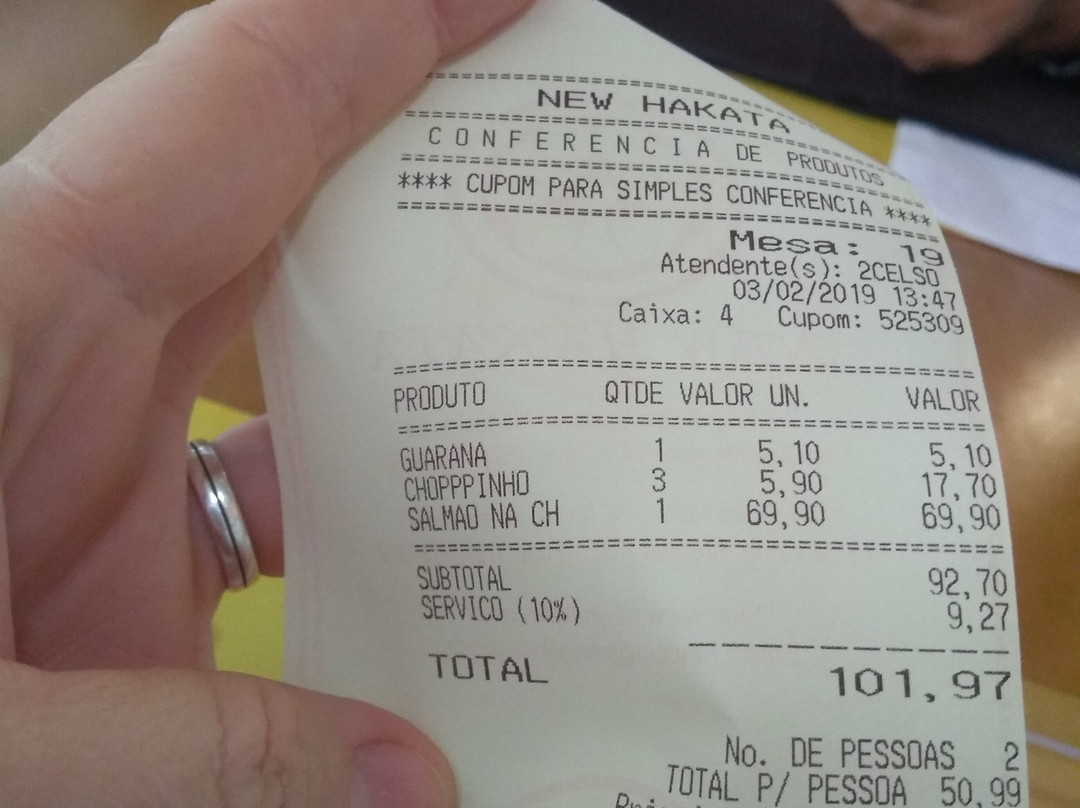 ================================
NEW HAKATA
================================
CONFERENCIA DE PRODUTOS
================================
**** CUPOM PARA SIMPLES CONFERENCIA ****
================================
Mesa: 19
Atendente(s): 2CELSO
03/02/2019 13:47
Caixa: 4 Cupom: 525309
================================
PRODUTO QTDE VALOR UN. VALOR
================================
GUARANA 1 5,10 5,10
CHOPPPINHO 3 5,90 17,70
SALMAO NA CH 1 69,90 69,90
================================
SUBTOTAL 92,70
SERVICO (10%) 9,27
----------
TOTAL 101,97
No. DE PESSOAS 2
TOTAL P/ PESSOA 50,99